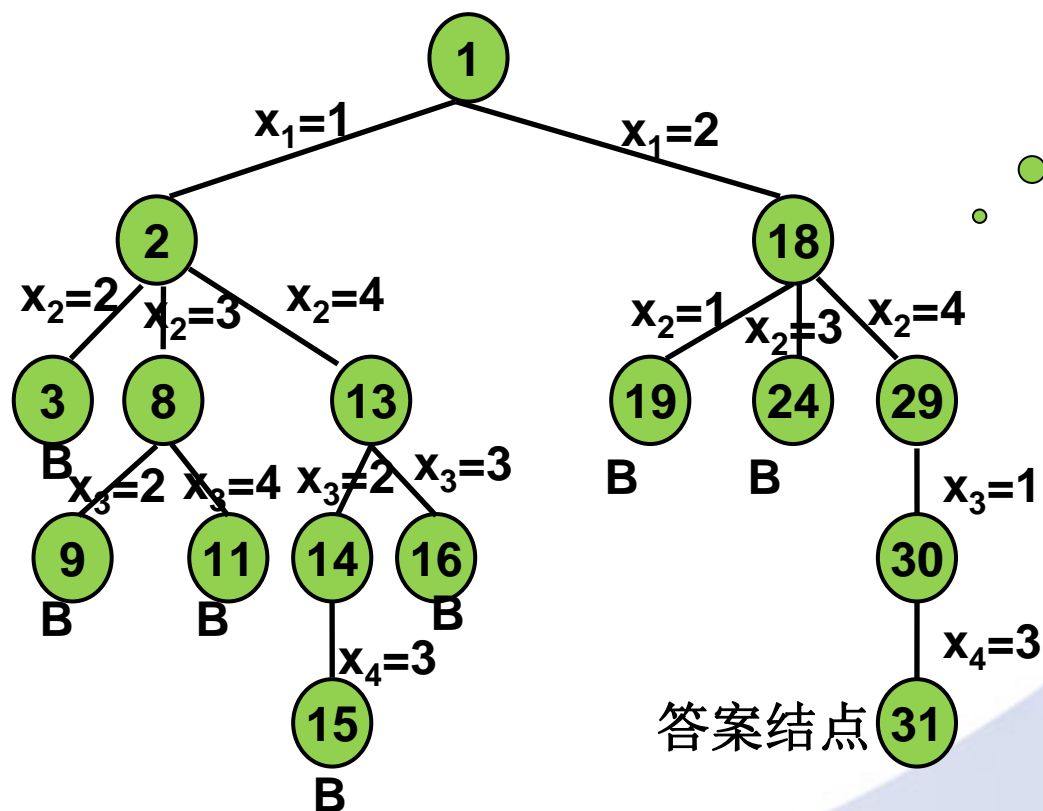 1
x₁=1 x₁=2
2 18
x₂=2 x₂=3 x₂=4 x₂=1 x₂=3 x₂=4
3 8 13 19 24 29
B B B
x₃=2 x₃=4 x₃=2 x₃=3 x₃=1
9 11 14 16 30
B B B
x₄=3 x₄=3
15 答案结点 31
B